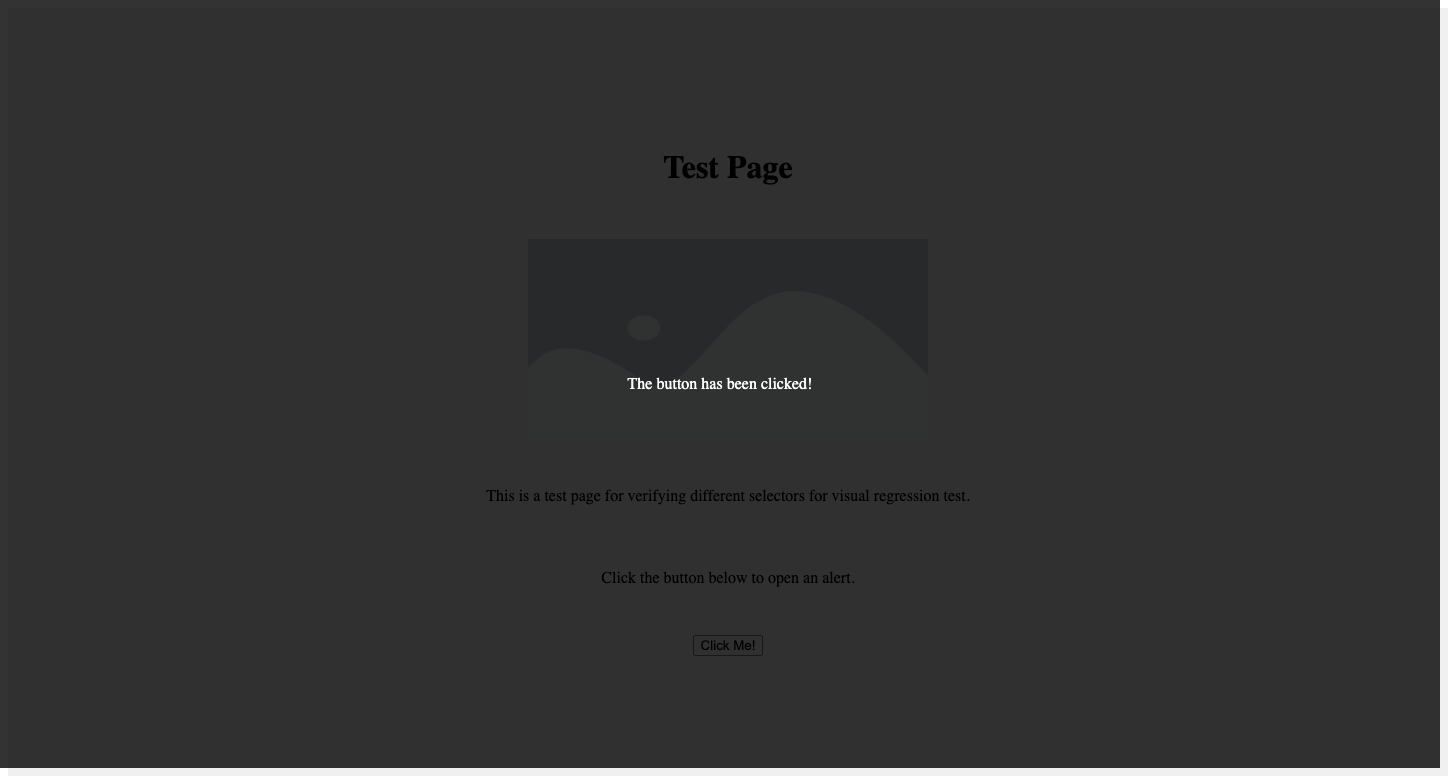 Test Page
The button has been clicked!
This is a test page for verifying different selectors for visual regression test.
Click the button below to open an alert.
Click Me!